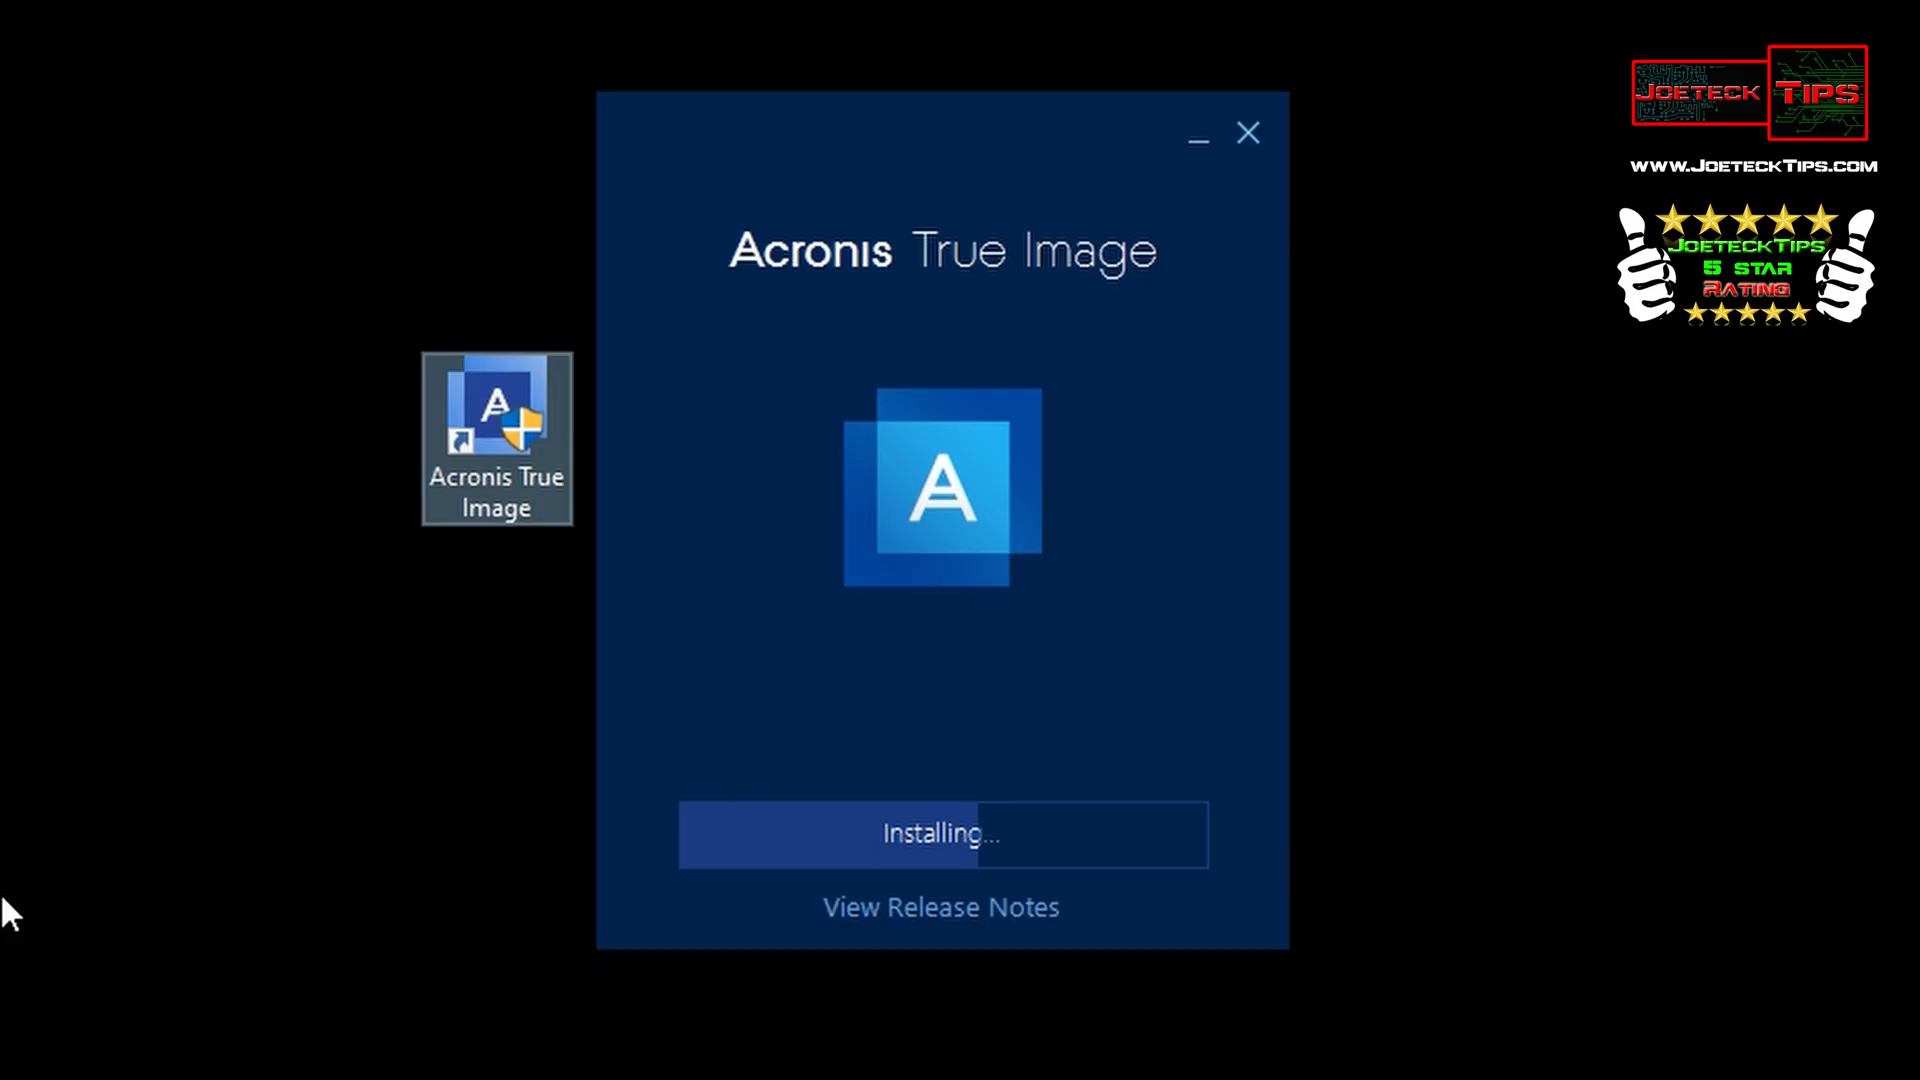 Joeteck Tips
www.JoeteckTips.com
JoeteckTips
5 star
Rating
Acronis True Image
A
A
Acronis True
Image
Installing...
View Release Notes